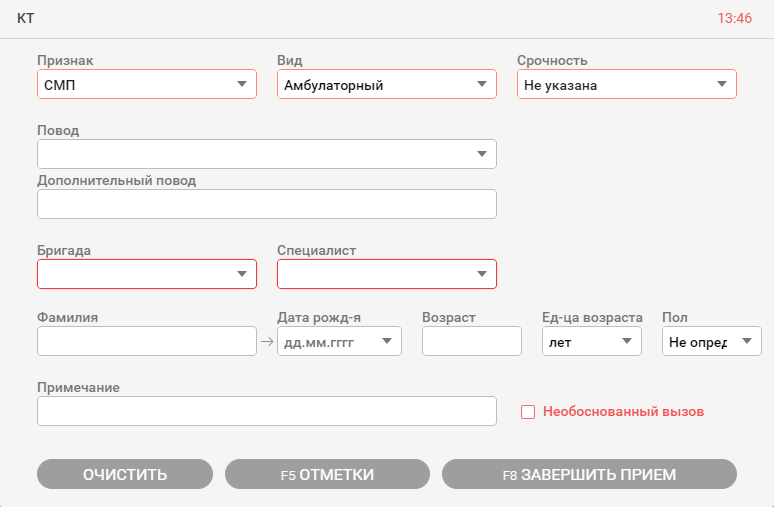 КТ 13:46
Признак Вид Срочность
СМП Амбулаторный Не указана
Повод
Дополнительный повод
Бригада Специалист
Фамилия Дата рожд-я Возраст Ед-ца возраста Пол
дд.мм.гггг лет Не опред
Примечание
Необоснованный вызов
ОЧИСТИТЬ F5 ОТМЕТКИ F8 ЗАВЕРШИТЬ ПРИЕМ